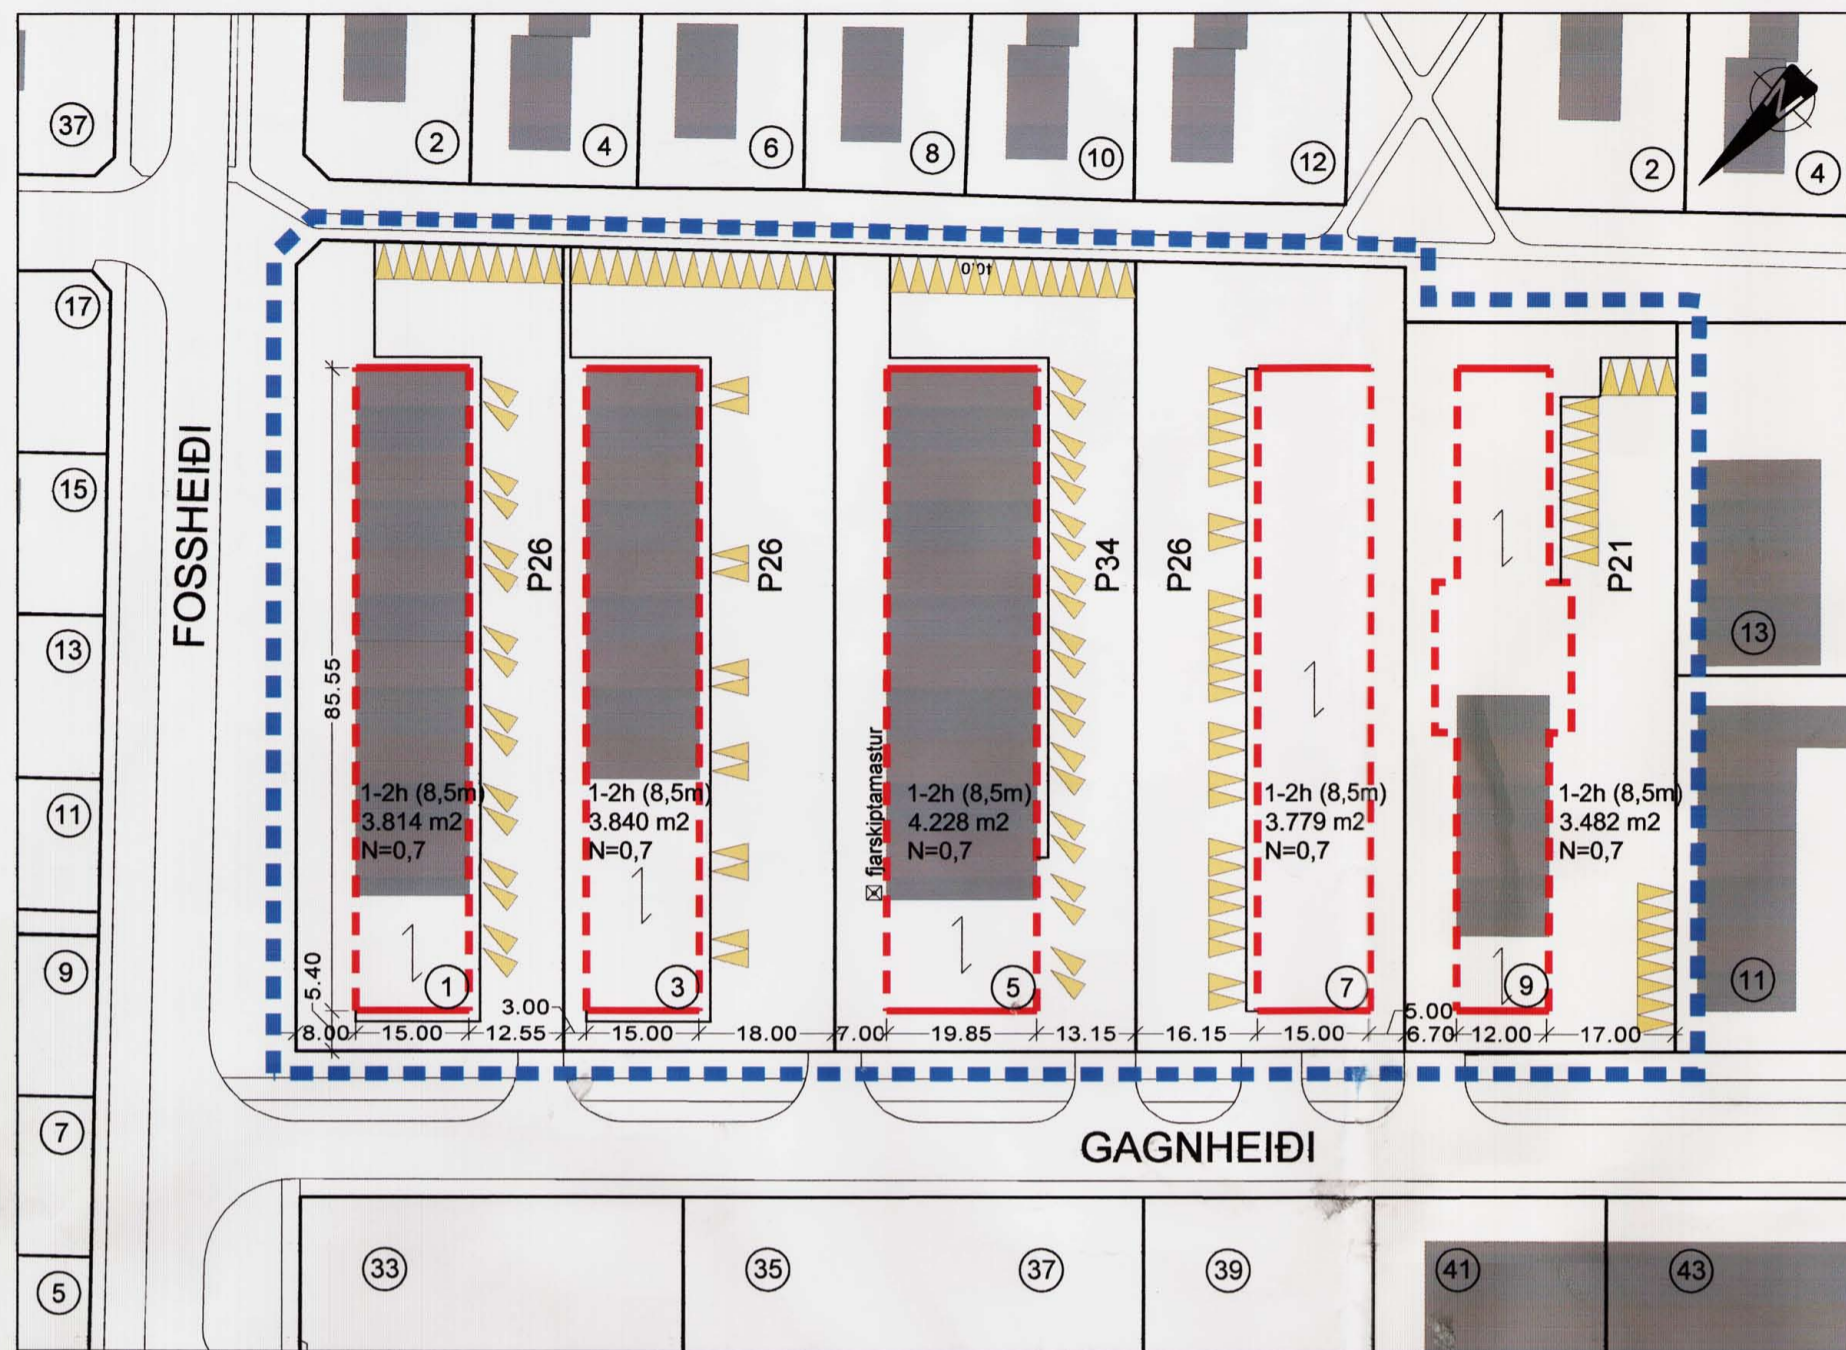 37
2
4
6
8
10
12
2
4
17
15
13
11
9
7
5
FOSSHEIÐI
10,0
85.55
5.40
P26
P26
P34
P26
P21
fjarskiptamastur
1-2h (8,5m)
3.814 m2
N=0,7
1-2h (8,5m)
3.840 m2
N=0,7
1-2h (8,5m)
4.228 m2
N=0,7
1-2h (8,5m)
3.779 m2
N=0,7
1-2h (8,5m)
3.482 m2
N=0,7
13
11
1
3
5
7
9
8.00
15.00
12.55
3.00
15.00
18.00
7.00
19.85
13.15
16.15
15.00
5.00
6.70
12.00
17.00
GAGNHEIÐI
33
35
37
39
41
43